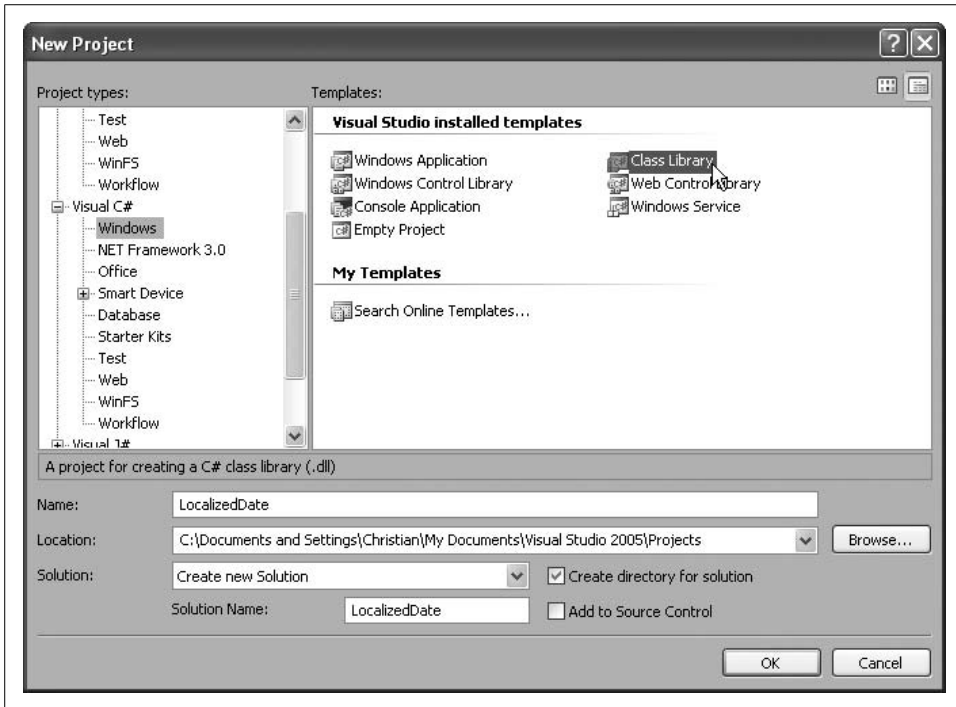 New Project
Project types:
Templates:
Test
Web
WinFS
Workflow
Visual C#
Windows
NET Framework 3.0
Office
Smart Device
Database
Starter Kits
Test
Web
WinFS
Workflow
Visual J#
Visual Studio installed templates
Windows Application
Class Library
Windows Control Library
Web Control Library
Console Application
Windows Service
Empty Project
My Templates
Search Online Templates...
A project for creating a C# class library (.dll)
Name:
LocalizedDate
Location:
C:\Documents and Settings\Christian\My Documents\Visual Studio 2005\Projects
Browse...
Solution:
Create new Solution
Create directory for solution
Solution Name:
LocalizedDate
Add to Source Control
OK
Cancel